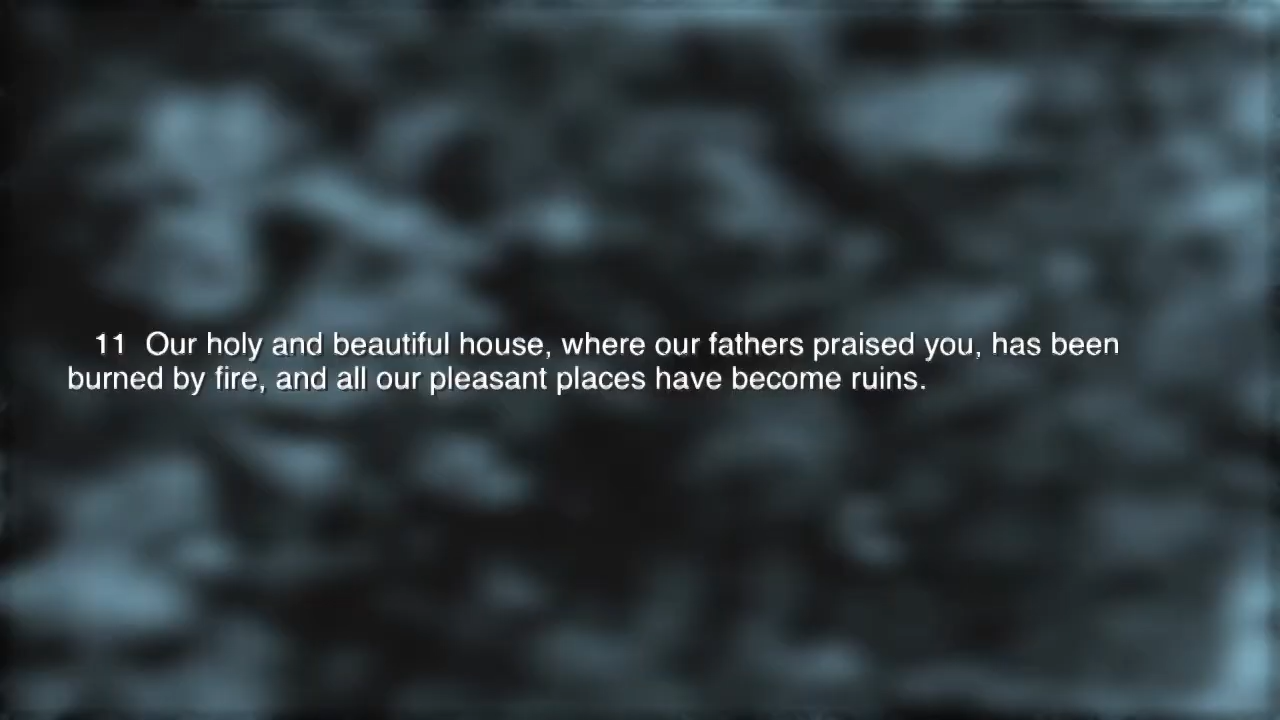 11 Our holy and beautiful house, where our fathers praised you, has been
burned by fire, and all our pleasant places have become ruins.